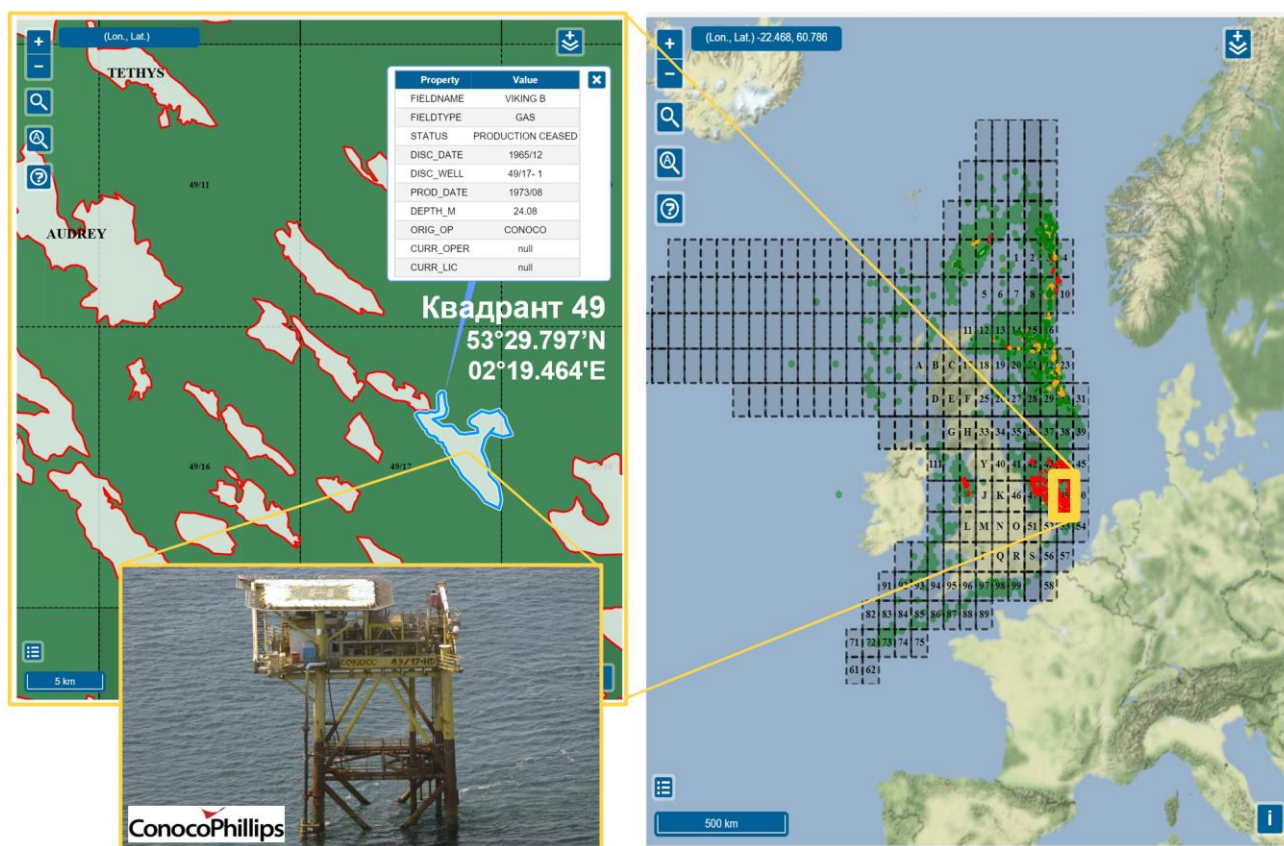 (Lon., Lat.)
TETHYS
Property Value
FIELDNAME VIKING B
FIELDTYPE GAS
STATUS PRODUCTION CEASED
DISC_DATE 1965/12
DISC_WELL 49/17- 1
PROD_DATE 1973/08
DEPTH_M 24.08
ORIG_OP CONOCO
CURR_OPER null
CURR_LIC null
49/11
AUDREY
Квадрант 49
53°29.797’N
02°19.464'E
49/16
49/17
5 km
CONOCO 49/17-HD
ConocoPhillips
(Lon., Lat.) -22.468, 60.786
1 2 3 4
5 6 7 8 10
11 12 13 14 15 16
A B C 17 18 19 20 21 22 23
D E F 25 26 27 28 29 30 31
G H 33 34 35 36 37 38 39
111 Y 40 41 42 43 45
J K 46
L M N O 51 52 53 54
Q R S 56 57
91 92 93 94 95 96 97 98 99 58
82 83 84 85 86 87 88 89
71 72 73 74 75
61 62
500 km
i